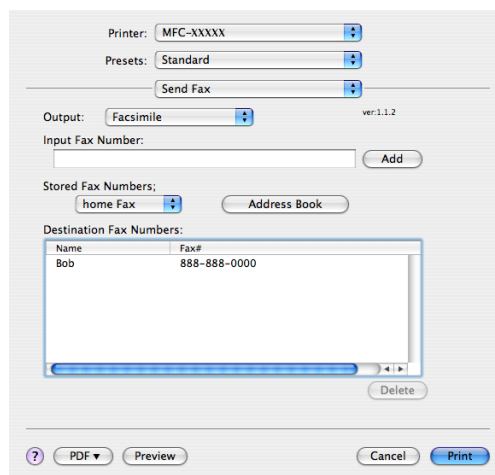 Printer: MFC-XXXXX
Presets: Standard
Send Fax
Output: Facsimile ver:1.1.2
Input Fax Number:
Add
Stored Fax Numbers;
home Fax Address Book
Destination Fax Numbers:
Name Fax#
Bob 888-888-0000
Delete
? PDF▼ Preview Cancel Print